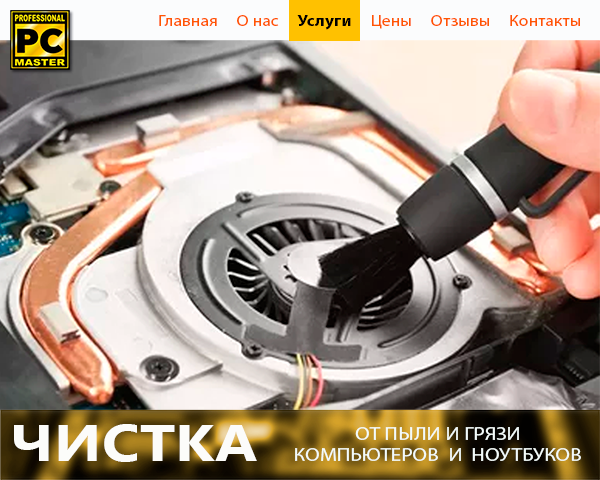 PROFESSIONAL
PC
MASTER
Главная О нас Услуги Цены Отзывы Контакты
ЧИСТКА
ОТ ПЫЛИ И ГРЯЗИ
КОМПЬЮТЕРОВ И НОУТБУКОВ